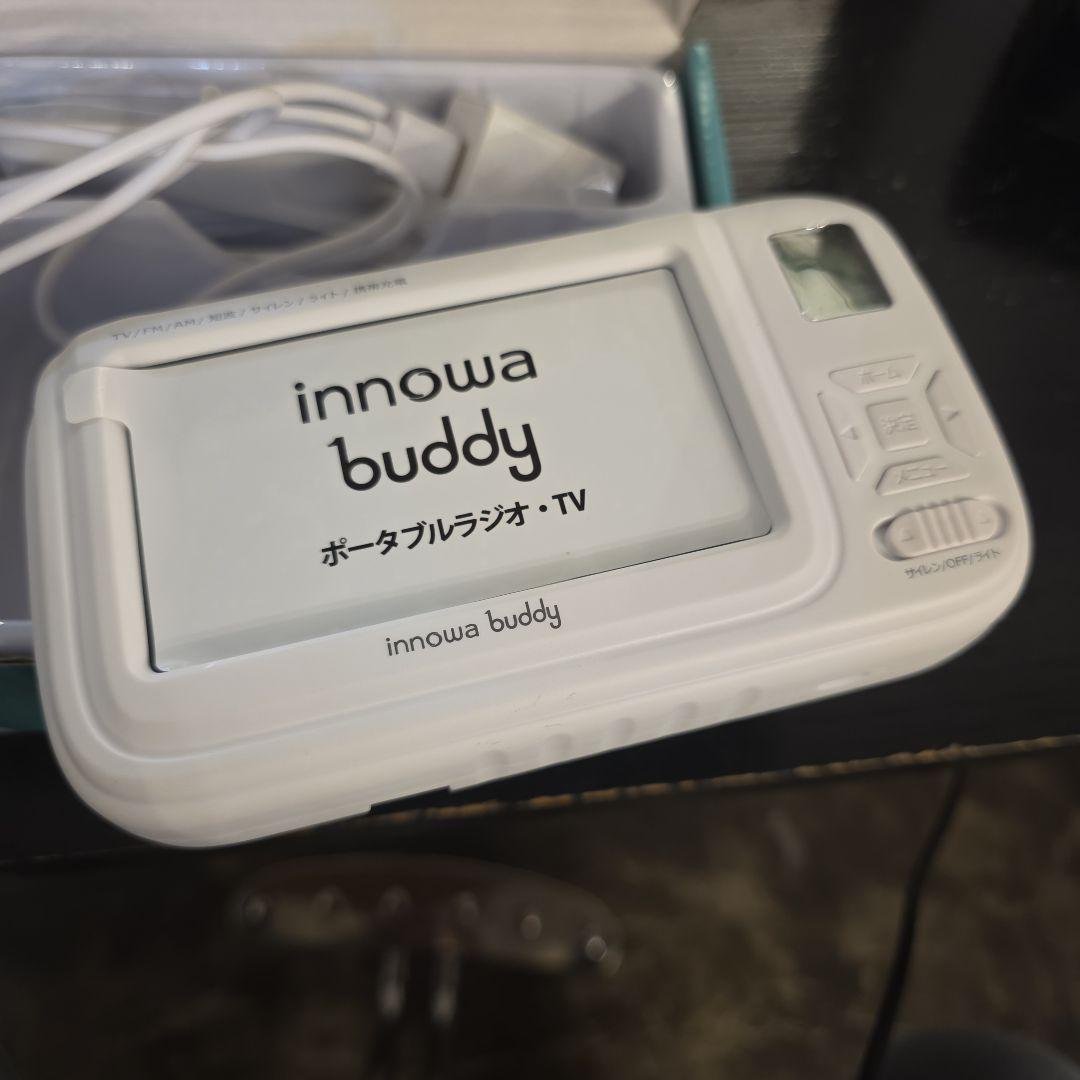 TV/FM/AM/短波/サイレン/ライト/携帯充電
innowa
buddy
ポータブルラジオ・TV
innowa buddy
ホーム
決定
メニュー
サイレン/OFF/ライト